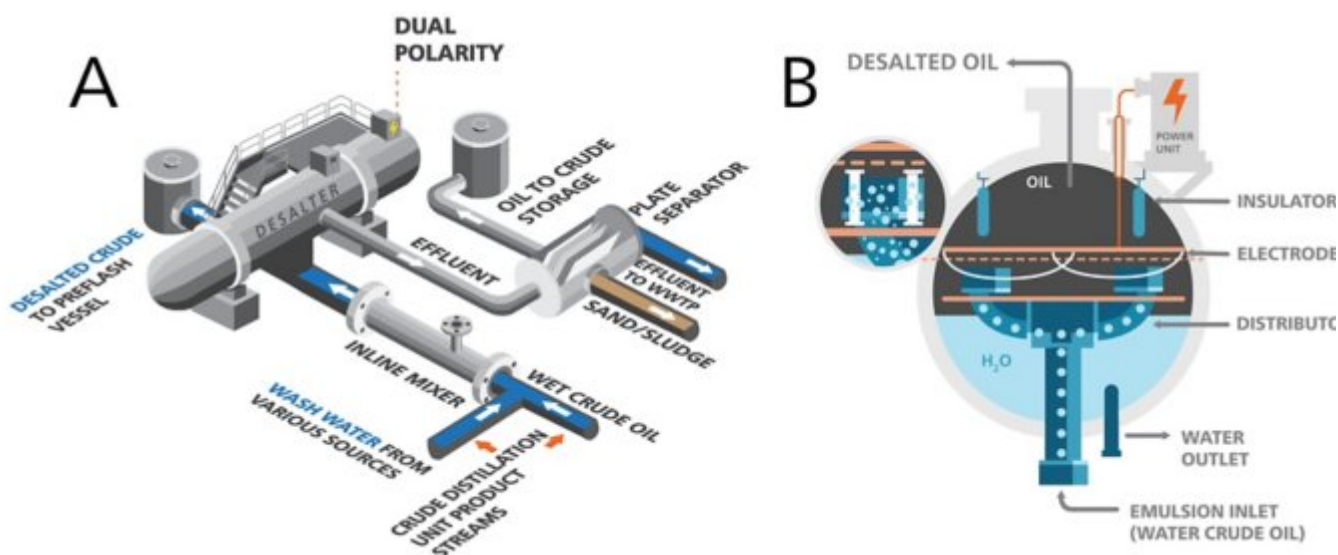 A
DUAL
POLARITY
DESALTER
DESALTED CRUDE
TO PREFLASH
VESSEL
OIL TO CRUDE
STORAGE
PLATE
SEPARATOR
EFFLUENT
EFFLUENT
TO WWTP
SAND/SLUDGE
INLINE MIXER
WET CRUDE OIL
WASH WATER FROM
VARIOUS SOURCES
CRUDE DISTILLATION
UNIT PRODUCT
STREAMS
B
DESALTED OIL
POWER
UNIT
OIL
INSULATOR
ELECTRODE
DISTRIBUTO
H₂O
WATER
OUTLET
EMULSION INLET
(WATER CRUDE OIL)